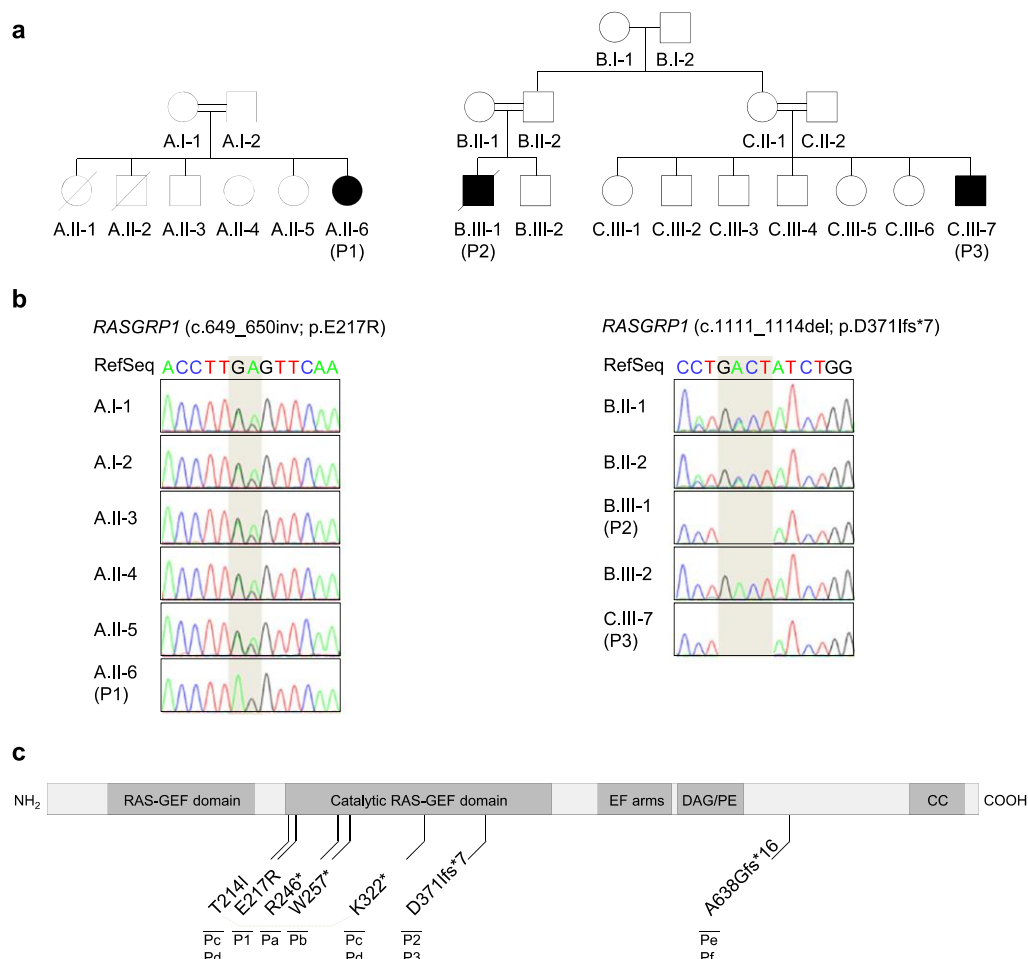 a
B.I-1 B.I-2
A.I-1 A.I-2 B.II-1 B.II-2 C.II-1 C.II-2
A.II-1 A.II-2 A.II-3 A.II-4 A.II-5 A.II-6 B.III-1 B.III-2 C.III-1 C.III-2 C.III-3 C.III-4 C.III-5 C.III-6 C.III-7
(P1) (P2) (P3)
b
RASGRP1 (c.649_650inv; p.E217R)
RefSeq ACCTTGAGTTCAA
A.I-1
A.I-2
A.II-3
A.II-4
A.II-5
A.II-6
(P1)
RASGRP1 (c.1111_1114del; p.D371Ifs*7)
RefSeq CCTGACTATCTGG
B.II-1
B.II-2
B.III-1
(P2)
B.III-2
C.III-7
(P3)
c
NH2 RAS-GEF domain Catalytic RAS-GEF domain EF arms DAG/PE CC COOH
T214I E217R R246* W257* K322* D371Ifs*7 A638Gfs*16
Pc P1 Pa Pb Pc P2 Pe
Pd Pd P3 Pf